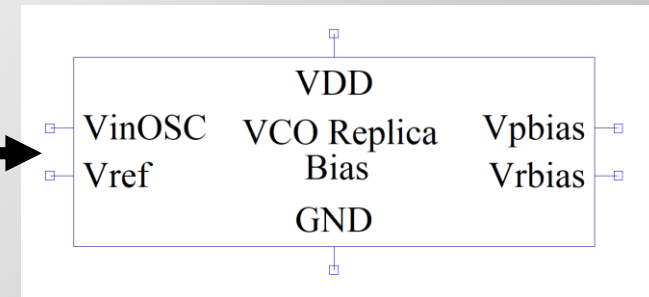 VDD
VinOSC
VCO Replica
Bias
Vpbias
Vref
Vrbias
GND